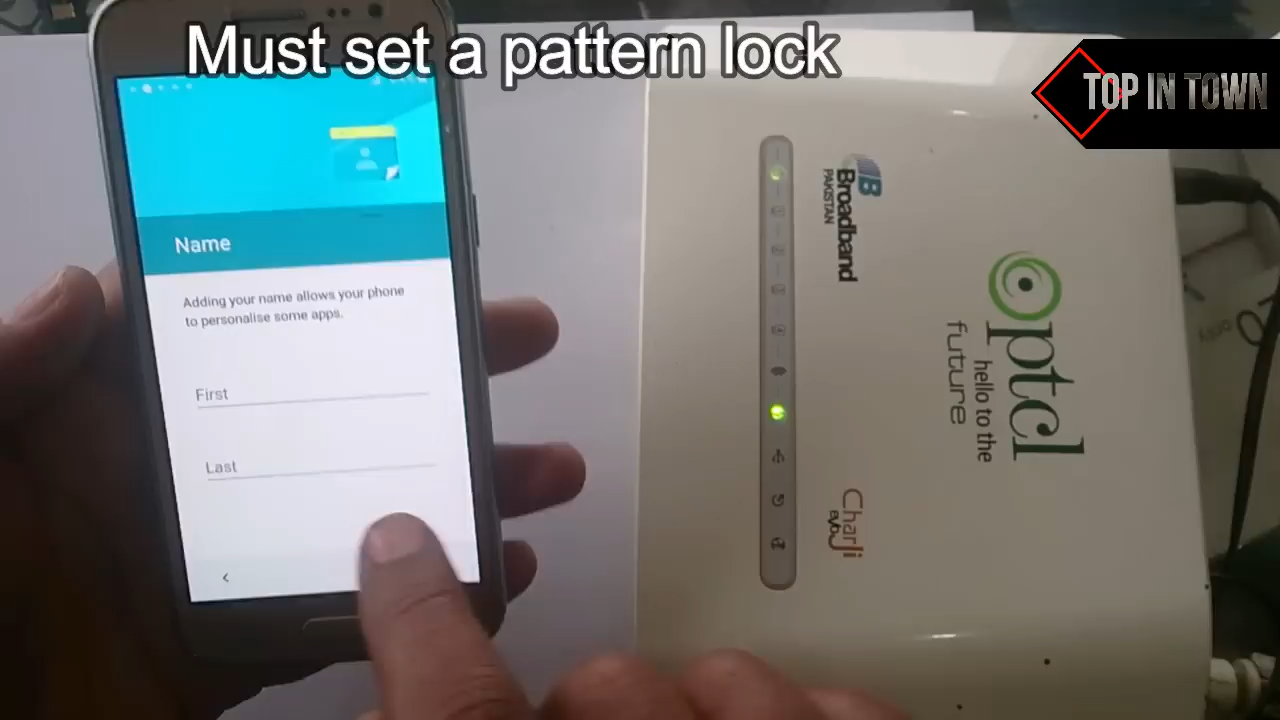 Must set a pattern lock
TOP IN TOWN
Name
Adding your name allows your phone
to personalise some apps.
First
Last
Broadband
PAKISTAN
ptcl
hello to the
future
CharJi
evo